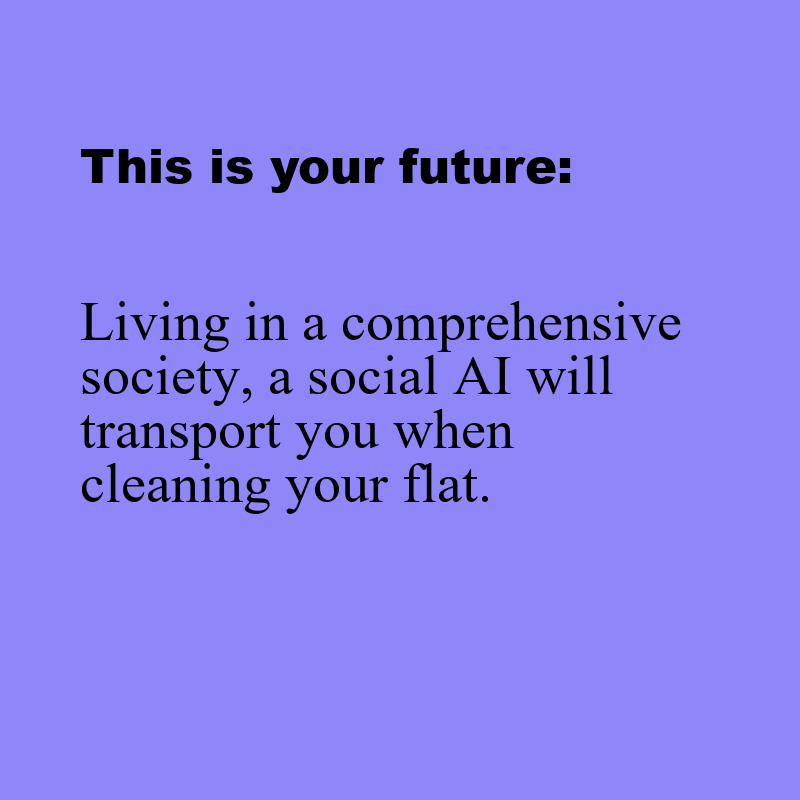 This is your future:
Living in a comprehensive
society, a social AI will
transport you when
cleaning your flat.